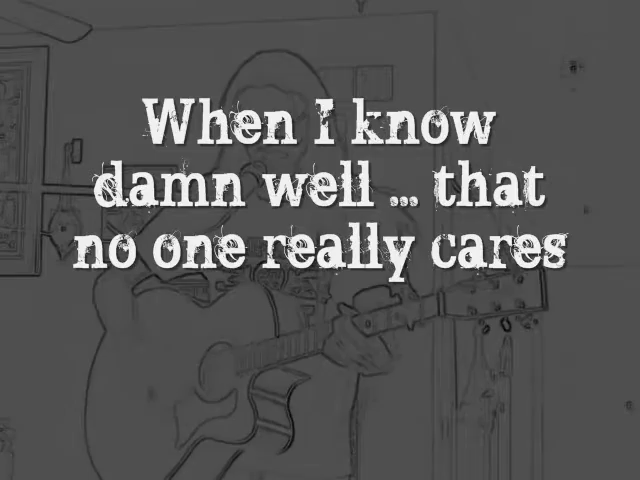 When I know
damn well ... that
no one really cares